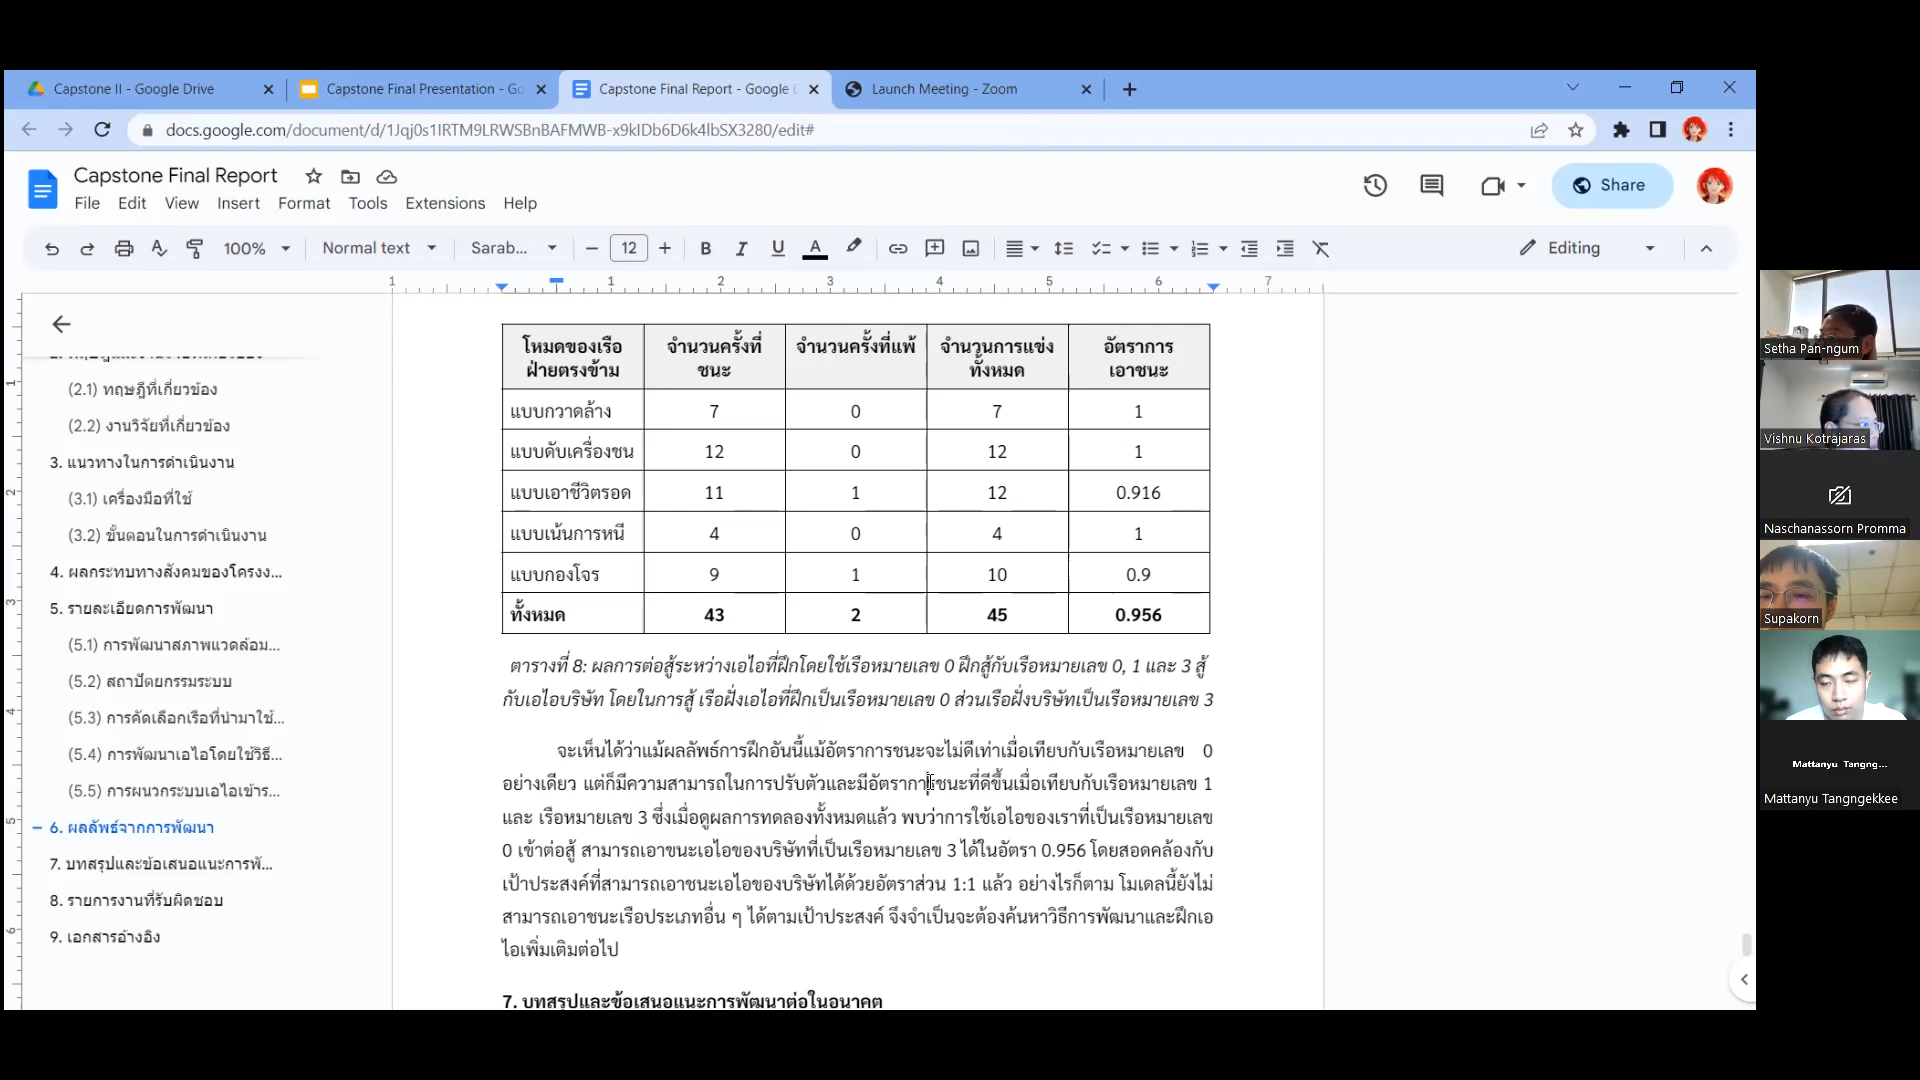 Capstone II - Google Drive
Capstone Final Presentation - Go
Capstone Final Report - Google D
Launch Meeting - Zoom
docs.google.com/document/d/1Jqj0s1IRTM9LRWSBnBAFMWB-x9kIDb6D6k4lbSX3280/edit#
Capstone Final Report
File Edit View Insert Format Tools Extensions Help
Share
100% Normal text Sarab... 12 Editing
1 1 2 3 4 5 6 7
(2.1) ทฤษฎีที่เกี่ยวข้อง
(2.2) งานวิจัยที่เกี่ยวข้อง
3. แนวทางในการดำเนินงาน
(3.1) เครื่องมือที่ใช้
(3.2) ขั้นตอนในการดำเนินงาน
4. ผลกระทบทางสังคมของโครงง...
5. รายละเอียดการพัฒนา
(5.1) การพัฒนาสภาพแวดล้อม...
(5.2) สถาปัตยกรรมระบบ
(5.3) การคัดเลือกเรือที่นำมาใช้...
(5.4) การพัฒนาเอไอโดยใช้วิธี...
(5.5) การผนวกระบบเอไอเข้าร...
6. ผลลัพธ์จากการพัฒนา
7. บทสรุปและข้อเสนอแนะการพั...
8. รายการงานที่รับผิดชอบ
9. เอกสารอ้างอิง
โหมดของเรือฝ่ายตรงข้าม จำนวนครั้งที่ชนะ จำนวนครั้งที่แพ้ จำนวนการแข่งทั้งหมด อัตราการเอาชนะ
แบบกวาดล้าง 7 0 7 1
แบบดับเครื่องชน 12 0 12 1
แบบเอาชีวิตรอด 11 1 12 0.916
แบบเน้นการหนี 4 0 4 1
แบบกองโจร 9 1 10 0.9
ทั้งหมด 43 2 45 0.956
ตารางที่ 8: ผลการต่อสู้ระหว่างเอไอที่ฝึกโดยใช้เรือหมายเลข 0 ฝึกสู้กับเรือหมายเลข 0, 1 และ 3 สู้
กับเอไอบริษัท โดยในการสู้ เรือฝั่งเอไอที่ฝึกเป็นเรือหมายเลข 0 ส่วนเรือฝั่งบริษัทเป็นเรือหมายเลข 3
จะเห็นได้ว่าแม้ผลลัพธ์การฝึกอันนี้แม้อัตราการชนะจะไม่ดีเท่าเมื่อเทียบกับเรือหมายเลข 0
อย่างเดียว แต่ก็มีความสามารถในการปรับตัวและมีอัตราการชนะที่ดีขึ้นเมื่อเทียบกับเรือหมายเลข 1
และ เรือหมายเลข 3 ซึ่งเมื่อดูผลการทดลองทั้งหมดแล้ว พบว่าการใช้เอไอของเราที่เป็นเรือหมายเลข
0 เข้าต่อสู้ สามารถเอาขนะเอไอของบริษัทที่เป็นเรือหมายเลข 3 ได้ในอัตรา 0.956 โดยสอดคล้องกับ
เป้าประสงค์ที่สามารถเอาชนะเอไอของบริษัทได้ด้วยอัตราส่วน 1:1 แล้ว อย่างไรก็ตาม โมเดลนี้ยังไม่
สามารถเอาชนะเรือประเภทอื่น ๆ ได้ตามเป้าประสงค์ จึงจำเป็นจะต้องค้นหาวิธีการพัฒนาและฝึกเอ
ไอเพิ่มเติมต่อไป
7. บทสรุปและข้อเสนอแนะการพัฒนาต่อในอนาคต
Setha Pan-ngum
Vishnu Kotrajaras
Naschanassorn Promma
Supakorn
Mattanyu Tangng...
Mattanyu Tangngekkee